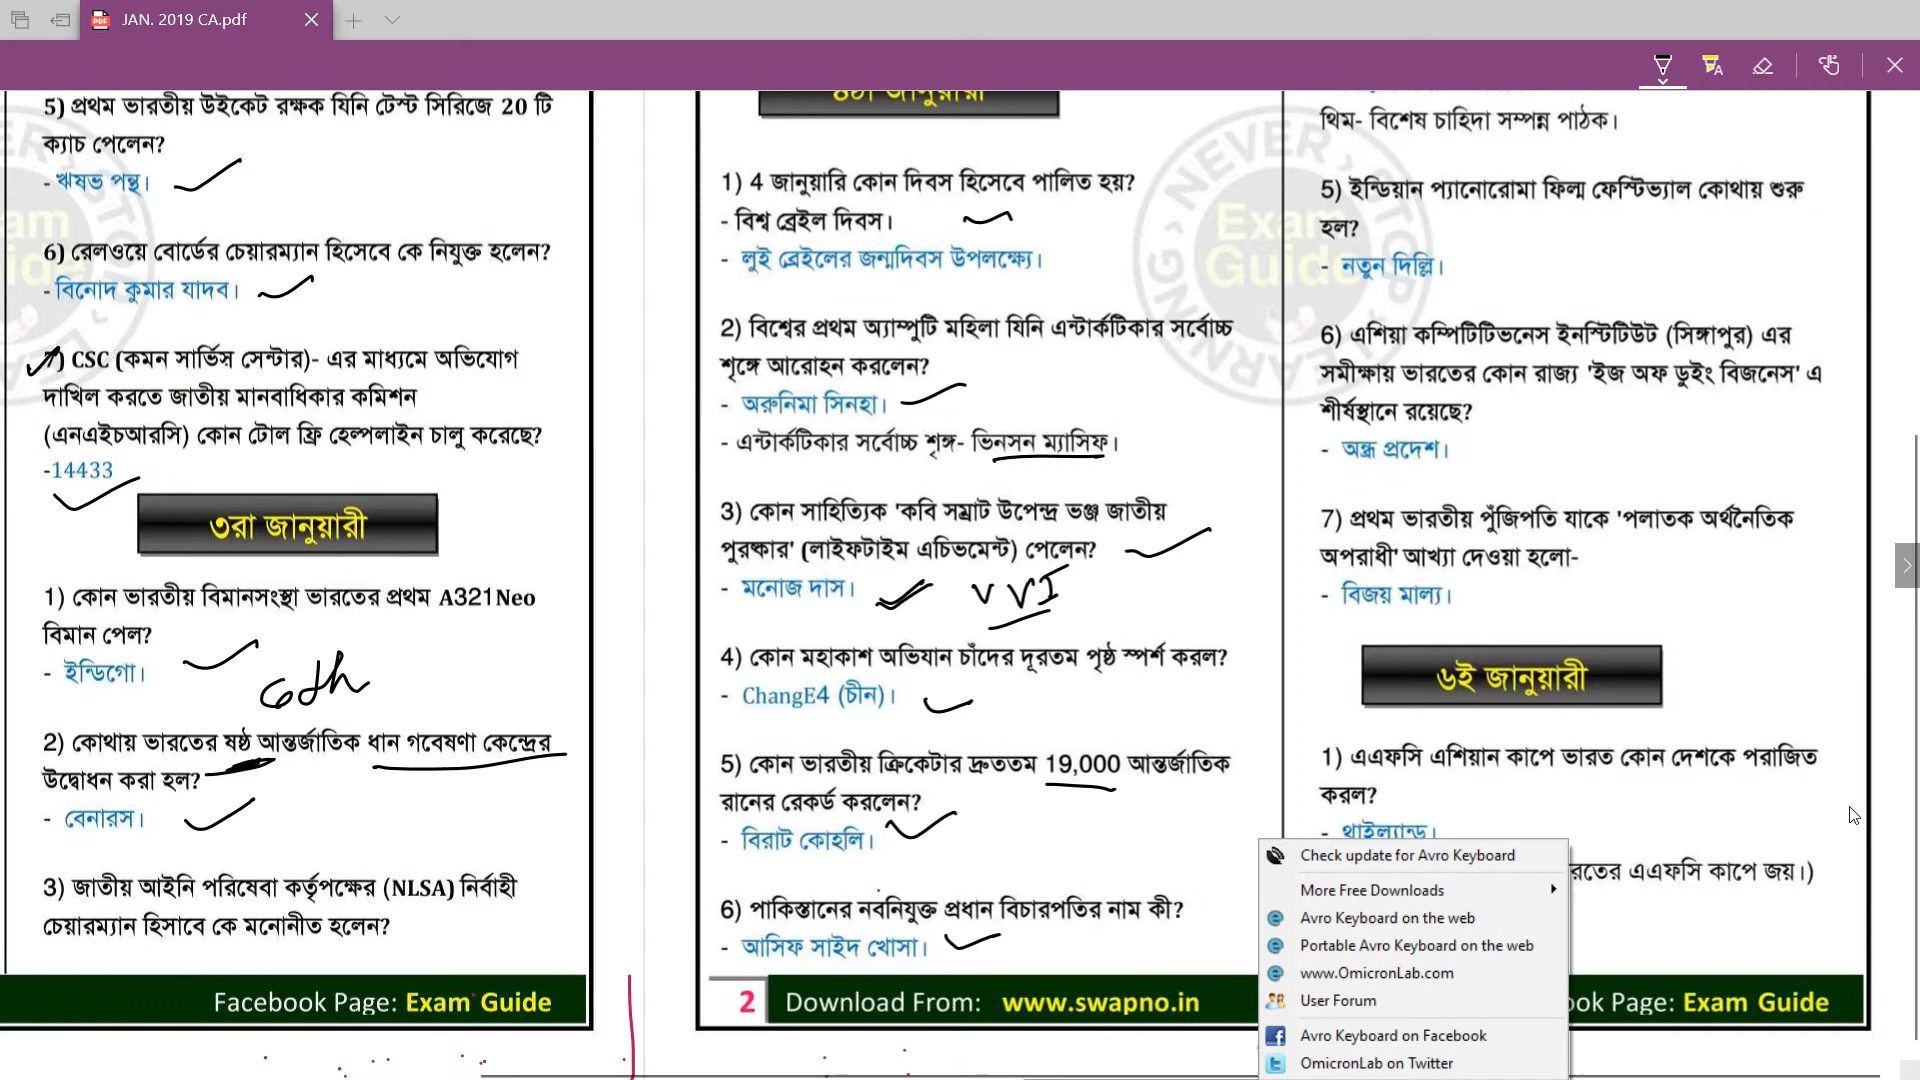 JAN. 2019 CA.pdf
5) প্রথম ভারতীয় উইকেট রক্ষক যিনি টেস্ট সিরিজে 20 টি
ক্যাচ পেলেন?
- ঋষভ পন্থ।
6) রেলওয়ে বোর্ডের চেয়ারম্যান হিসেবে কে নিযুক্ত হলেন?
- বিনোদ কুমার যাদব।
7) CSC (কমন সার্ভিস সেন্টার)- এর মাধ্যমে অভিযোগ
দাখিল করতে জাতীয় মানবাধিকার কমিশন
(এনএইচআরসি) কোন টোল ফ্রি হেল্পলাইন চালু করেছে?
-14433
৩রা জানুয়ারী
1) কোন ভারতীয় বিমানসংস্থা ভারতের প্রথম A321Neo
বিমান পেল?
- ইন্ডিগো।
6th
2) কোথায় ভারতের ষষ্ঠ আন্তর্জাতিক ধান গবেষণা কেন্দ্রের
উদ্বোধন করা হল?
- বেনারস।
3) জাতীয় আইনি পরিষেবা কর্তৃপক্ষের (NLSA) নির্বাহী
চেয়ারম্যান হিসাবে কে মনোনীত হলেন?
Facebook Page: Exam Guide
৪ঠা জানুয়ারী
1) 4 জানুয়ারি কোন দিবস হিসেবে পালিত হয়?
- বিশ্ব ব্রেইল দিবস।
- লুই ব্রেইলের জন্মদিবস উপলক্ষ্যে।
2) বিশ্বের প্রথম অ্যাম্পুটি মহিলা যিনি এন্টার্কটিকার সর্বোচ্চ
শৃঙ্গে আরোহন করলেন?
- অরুনিমা সিনহা।
- এন্টার্কটিকার সর্বোচ্চ শৃঙ্গ- ভিনসন ম্যাসিফ।
3) কোন সাহিত্যিক 'কবি সম্রাট উপেন্দ্র ভঞ্জ জাতীয়
পুরষ্কার' (লাইফটাইম এচিভমেন্ট) পেলেন?
- মনোজ দাস।
VVI
4) কোন মহাকাশ অভিযান চাঁদের দূরতম পৃষ্ঠ স্পর্শ করল?
- ChangE4 (চীন)।
5) কোন ভারতীয় ক্রিকেটার দ্রুততম 19,000 আন্তর্জাতিক
রানের রেকর্ড করলেন?
- বিরাট কোহলি।
6) পাকিস্তানের নবনিযুক্ত প্রধান বিচারপতির নাম কী?
- আসিফ সাইদ খোসা।
2 Download From: www.swapno.in
থিম- বিশেষ চাহিদা সম্পন্ন পাঠক।
5) ইন্ডিয়ান প্যানোরোমা ফিল্ম ফেস্টিভ্যাল কোথায় শুরু
হল?
- নতুন দিল্লি।
6) এশিয়া কম্পিটিটিভনেস ইনস্টিটিউট (সিঙ্গাপুর) এর
সমীক্ষায় ভারতের কোন রাজ্য 'ইজ অফ ডুইং বিজনেস' এ
শীর্ষস্থানে রয়েছে?
- অন্ধ্র প্রদেশ।
7) প্রথম ভারতীয় পুঁজিপতি যাকে 'পলাতক অর্থনৈতিক
অপরাধী' আখ্যা দেওয়া হলো-
- বিজয় মাল্য।
৬ই জানুয়ারী
1) এএফসি এশিয়ান কাপে ভারত কোন দেশকে পরাজিত
করল?
- থাইল্যান্ড।
রতের এএফসি কাপে জয়।)
ook Page: Exam Guide
Check update for Avro Keyboard
More Free Downloads
Avro Keyboard on the web
Portable Avro Keyboard on the web
www.OmicronLab.com
User Forum
Avro Keyboard on Facebook
OmicronLab on Twitter
NEVER STOP LEARNING
Exam Guide